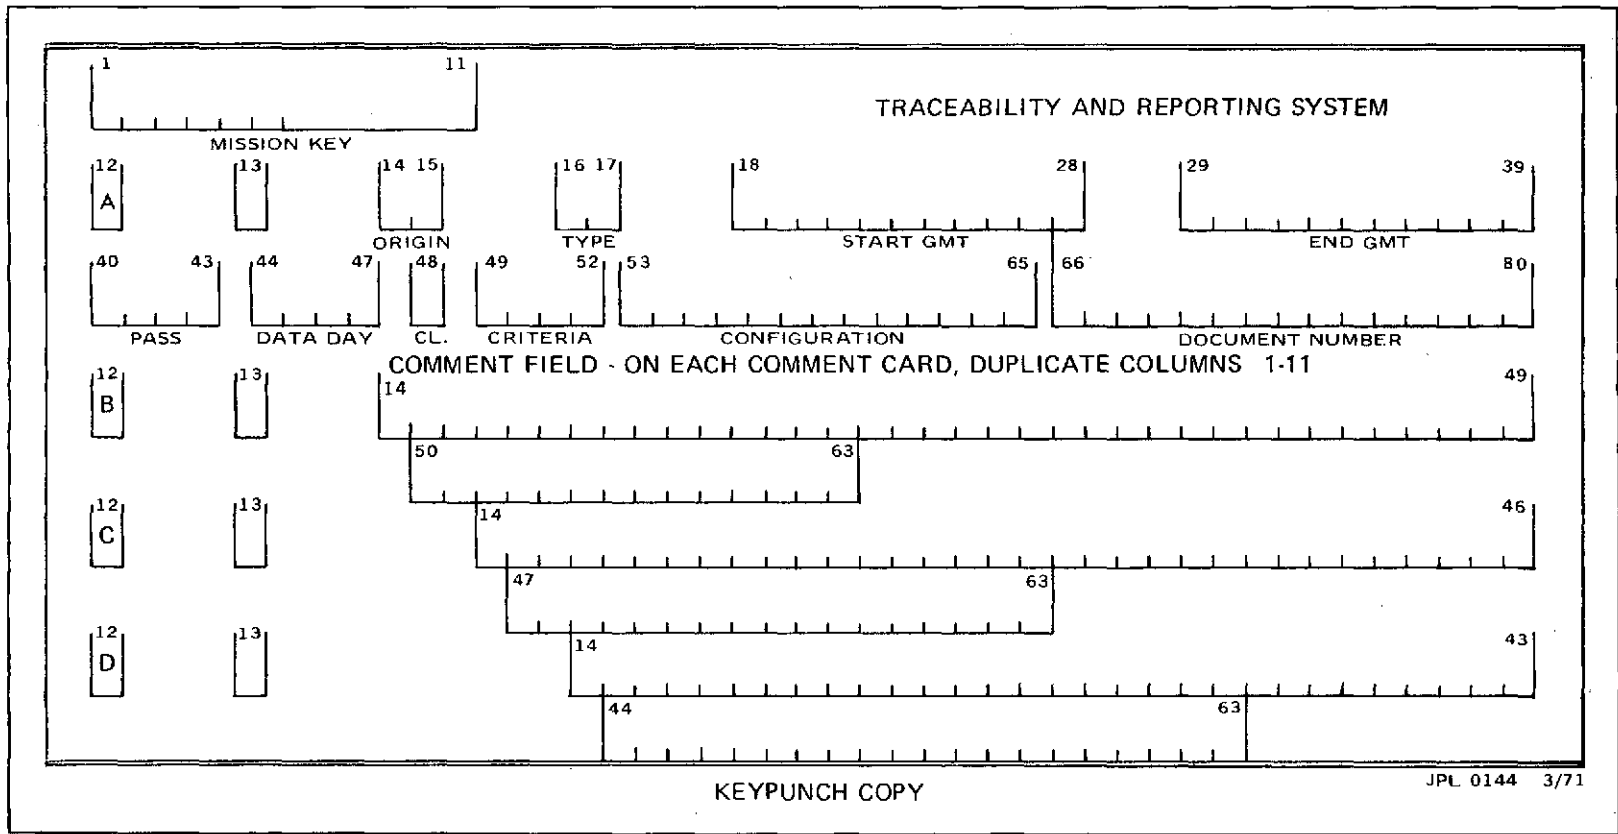 1 11
TRACEABILITY AND REPORTING SYSTEM
MISSION KEY
12 13 14 15 16 17 18 28 29 39
A
ORIGIN TYPE START GMT END GMT
40 43 44 47 48 49 52 53 65 66 80
PASS DATA DAY CL. CRITERIA CONFIGURATION DOCUMENT NUMBER
COMMENT FIELD - ON EACH COMMENT CARD, DUPLICATE COLUMNS 1-11
12 13 14 49
B
50 63
12 13 14 46
C
47 63
12 13 14 43
D
44 63
KEYPUNCH COPY
JPL 0144 3/71